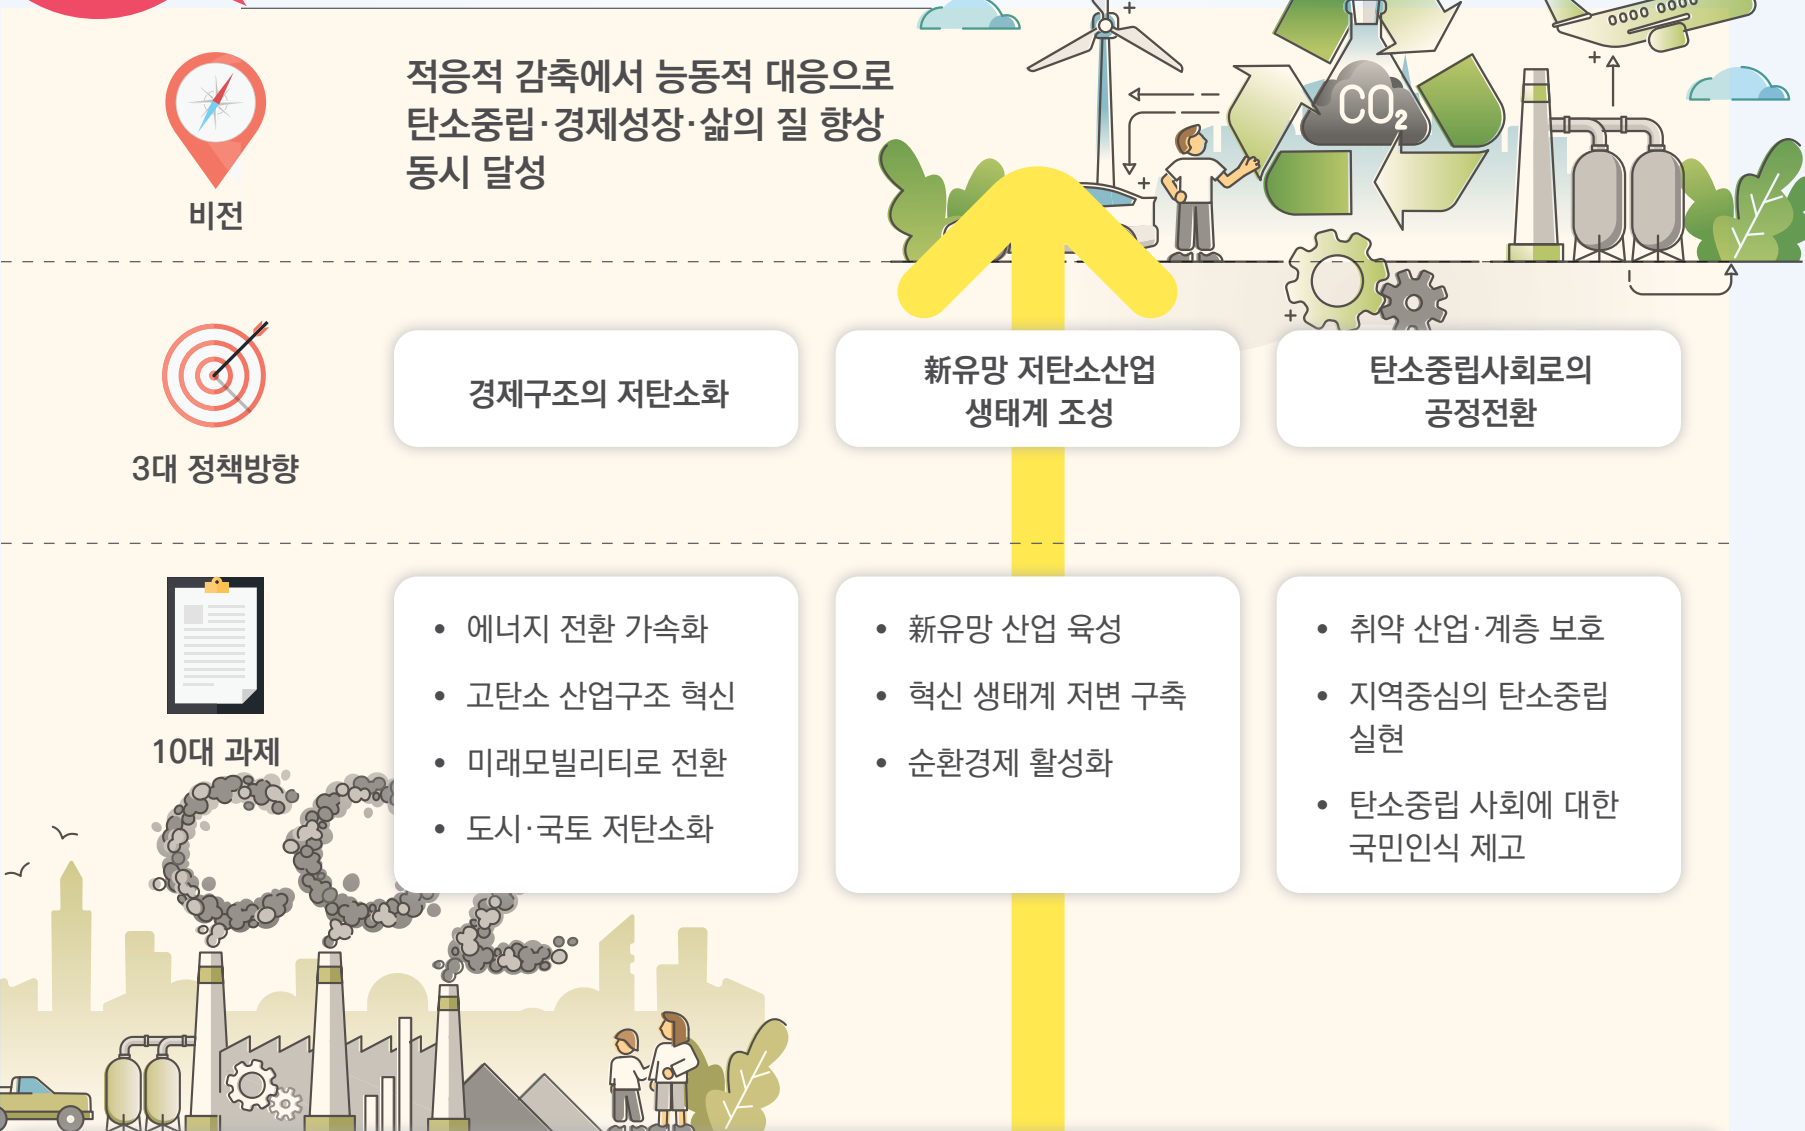 비전
적응적 감축에서 능동적 대응으로
탄소중립·경제성장·삶의 질 향상
동시 달성
CO2
3대 정책방향
경제구조의 저탄소화
新유망 저탄소산업
생태계 조성
탄소중립사회로의
공정전환
10대 과제
• 에너지 전환 가속화
• 고탄소 산업구조 혁신
• 미래모빌리티로 전환
• 도시·국토 저탄소화
• 新유망 산업 육성
• 혁신 생태계 저변 구축
• 순환경제 활성화
• 취약 산업·계층 보호
• 지역중심의 탄소중립
실현
• 탄소중립 사회에 대한
국민인식 제고
CO2